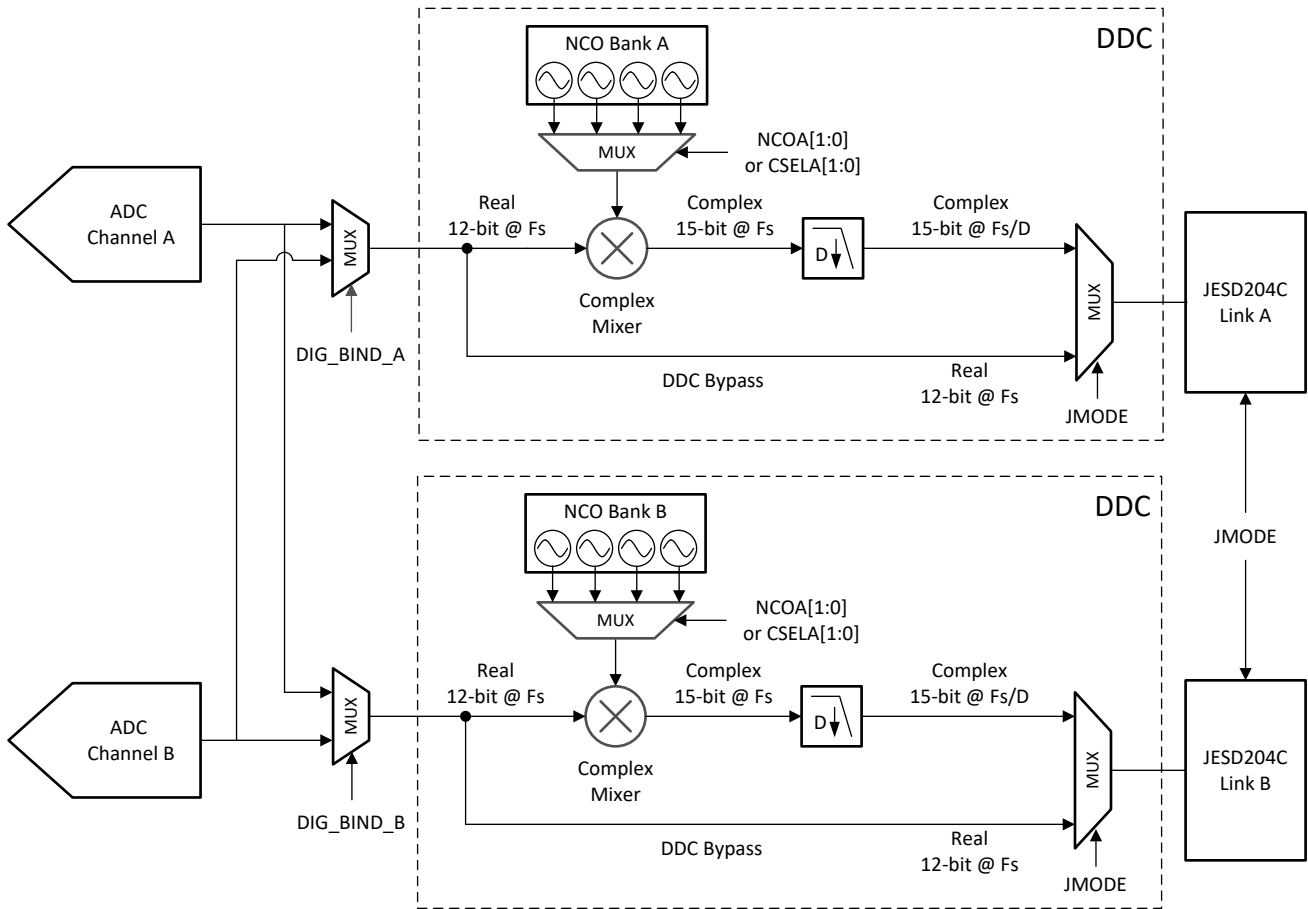 DDC
NCO Bank A
MUX
NCOA[1:0]
or CSELA[1:0]
ADC
Channel A
MUX
DIG_BIND_A
Real
12-bit @ Fs
Complex
Mixer
Complex
15-bit @ Fs
D
Complex
15-bit @ Fs/D
DDC Bypass
Real
12-bit @ Fs
MUX
JMODE
JESD204C
Link A
JMODE
DDC
NCO Bank B
MUX
NCOA[1:0]
or CSELA[1:0]
ADC
Channel B
MUX
DIG_BIND_B
Real
12-bit @ Fs
Complex
Mixer
Complex
15-bit @ Fs
D
Complex
15-bit @ Fs/D
DDC Bypass
Real
12-bit @ Fs
MUX
JMODE
JESD204C
Link B